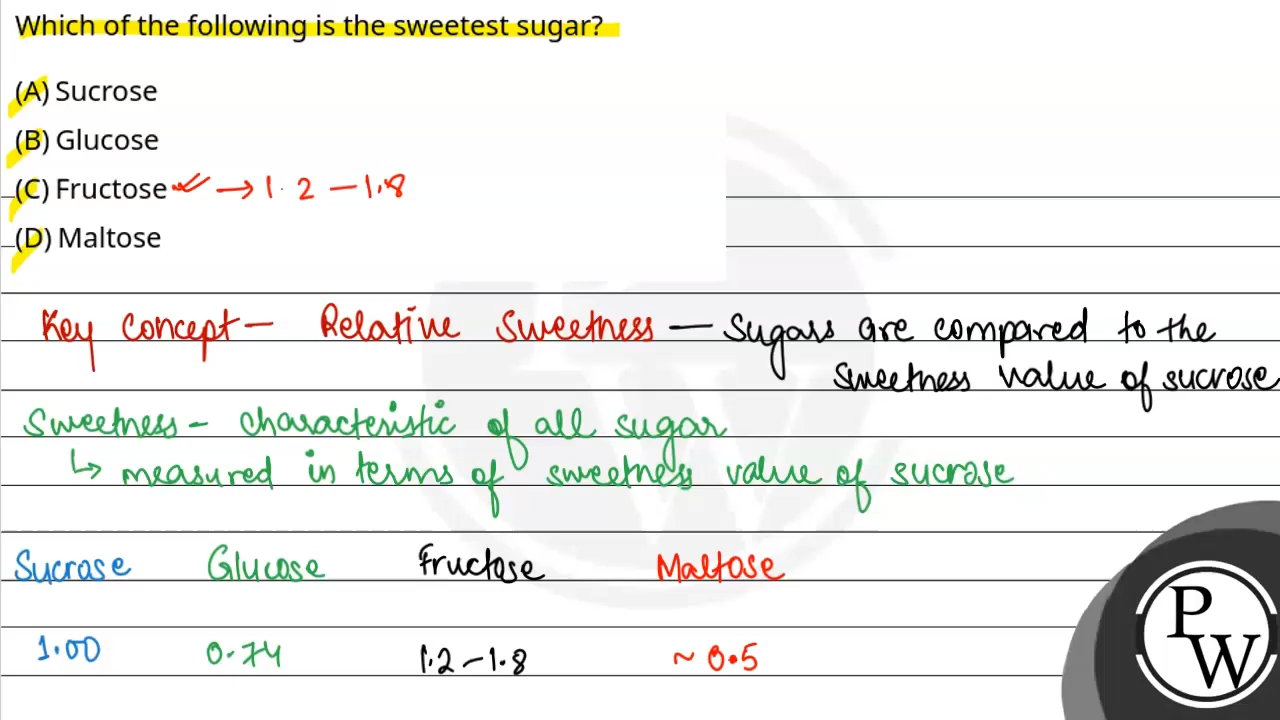 Which of the following is the sweetest sugar?
(A) Sucrose
(B) Glucose
(C) Fructose ✓ → 1.2 – 1.8
(D) Maltose
Key Concept – Relative Sweetness – Sugars are compared to the
sweetness value of sucrose
Sweetness – characteristic of all sugar
↳ measured in terms of sweetness value of sucrose
Sucrose Glucose Fructose Maltose
1.00 0.74 1.2 – 1.8 ~ 0.5
PW